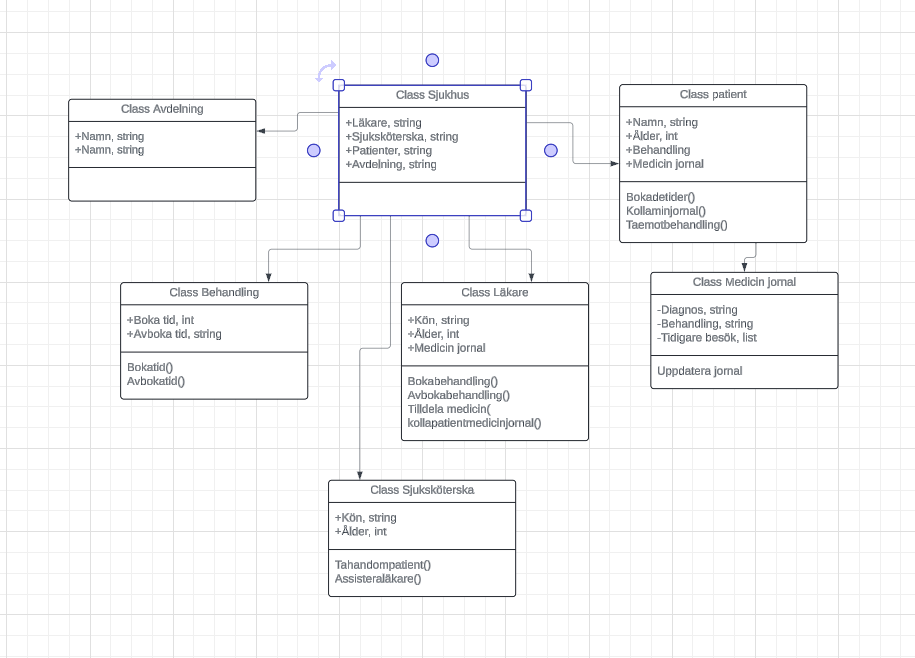 Class Sjukhus
+Läkare, string
+Sjuksköterska, string
+Patienter, string
+Avdelning, string
Class Avdelning
+Namn, string
+Namn, string
Class patient
+Namn, string
+Ålder, int
+Behandling
+Medicin jornal
Bokadetider()
Kollaminjornal()
Taemotbehandling()
Class Medicin jornal
-Diagnos, string
-Behandling, string
-Tidigare besök, list
Uppdatera jornal
Class Behandling
+Boka tid, int
+Avboka tid, string
Bokatid()
Avbokatid()
Class Läkare
+Kön, string
+Ålder, int
+Medicin jornal
Bokabehandling()
Avbokabehandling()
Tilldela medicin(
kollapatientmedicinjornal()
Class Sjuksköterska
+Kön, string
+Ålder, int
Tahandompatient()
Assisteraläkare()